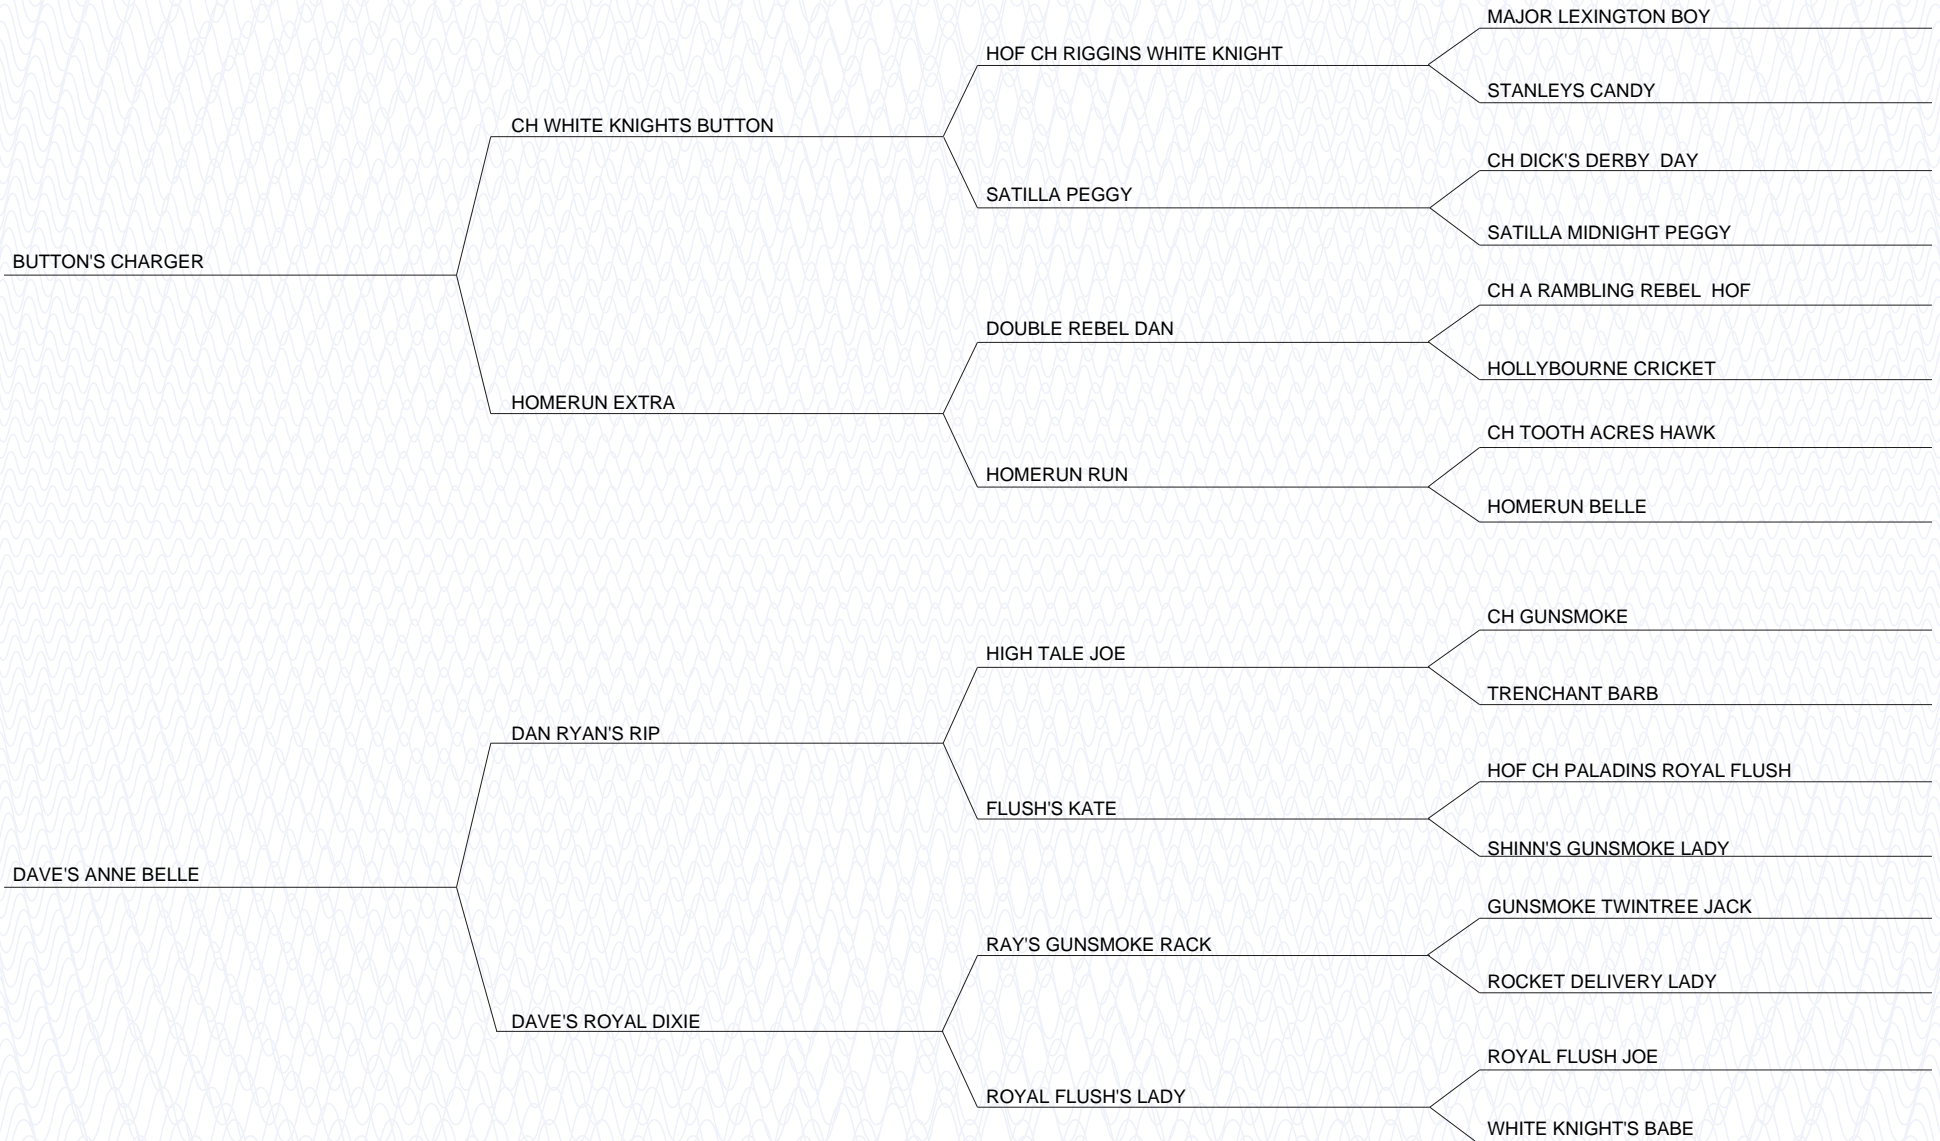 MAJOR LEXINGTON BOY
HOF CH RIGGINS WHITE KNIGHT
STANLEYS CANDY
CH WHITE KNIGHTS BUTTON
CH DICK'S DERBY  DAY
SATILLA PEGGY
SATILLA MIDNIGHT PEGGY
BUTTON'S CHARGER
CH A RAMBLING REBEL  HOF
DOUBLE REBEL DAN
HOLLYBOURNE CRICKET
HOMERUN EXTRA
CH TOOTH ACRES HAWK
HOMERUN RUN
HOMERUN BELLE
CH GUNSMOKE
HIGH TALE JOE
TRENCHANT BARB
DAN RYAN'S RIP
HOF CH PALADINS ROYAL FLUSH
FLUSH'S KATE
SHINN'S GUNSMOKE LADY
DAVE'S ANNE BELLE
GUNSMOKE TWINTREE JACK
RAY'S GUNSMOKE RACK
ROCKET DELIVERY LADY
DAVE'S ROYAL DIXIE
ROYAL FLUSH JOE
ROYAL FLUSH'S LADY
WHITE KNIGHT'S BABE